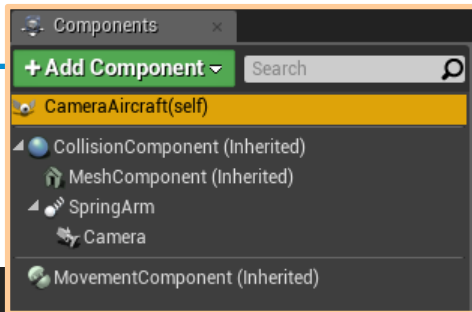 Components
+ Add Component
Search
CameraAircraft(self)
CollisionComponent (Inherited)
MeshComponent (Inherited)
SpringArm
Camera
MovementComponent (Inherited)